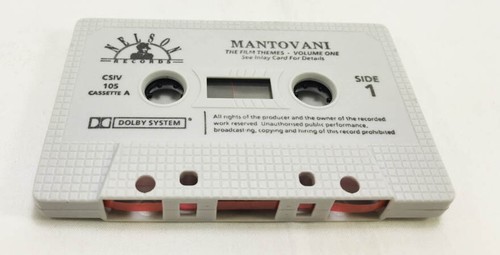 NELSON
RECORDS
MANTOVANI
THE FILM THEMES - VOLUME ONE
See Inlay Card For Details
CSIV
105
CASSETTE A
SIDE
1
DOLBY SYSTEM ®
All rights of the producer and the owner of the recorded
work reserved. Unauthorised public performance,
broadcasting, copying and hiring of this record prohibited